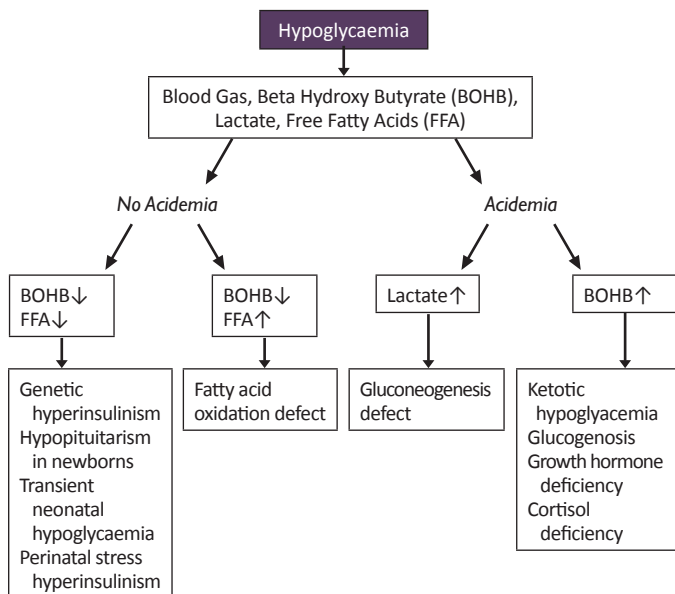 Hypoglycaemia
Blood Gas, Beta Hydroxy Butyrate (BOHB),
Lactate, Free Fatty Acids (FFA)
No Acidemia
Acidemia
BOHB↓
FFA↓
BOHB↓
FFA↑
Lactate↑
BOHB↑
Genetic
hyperinsulinism
Hypopituitarism
in newborns
Transient
neonatal
hypoglycaemia
Perinatal stress
hyperinsulinism
Fatty acid
oxidation defect
Gluconeogenesis
defect
Ketotic
hypoglyacemia
Glucogenosis
Growth hormone
deficiency
Cortisol
deficiency